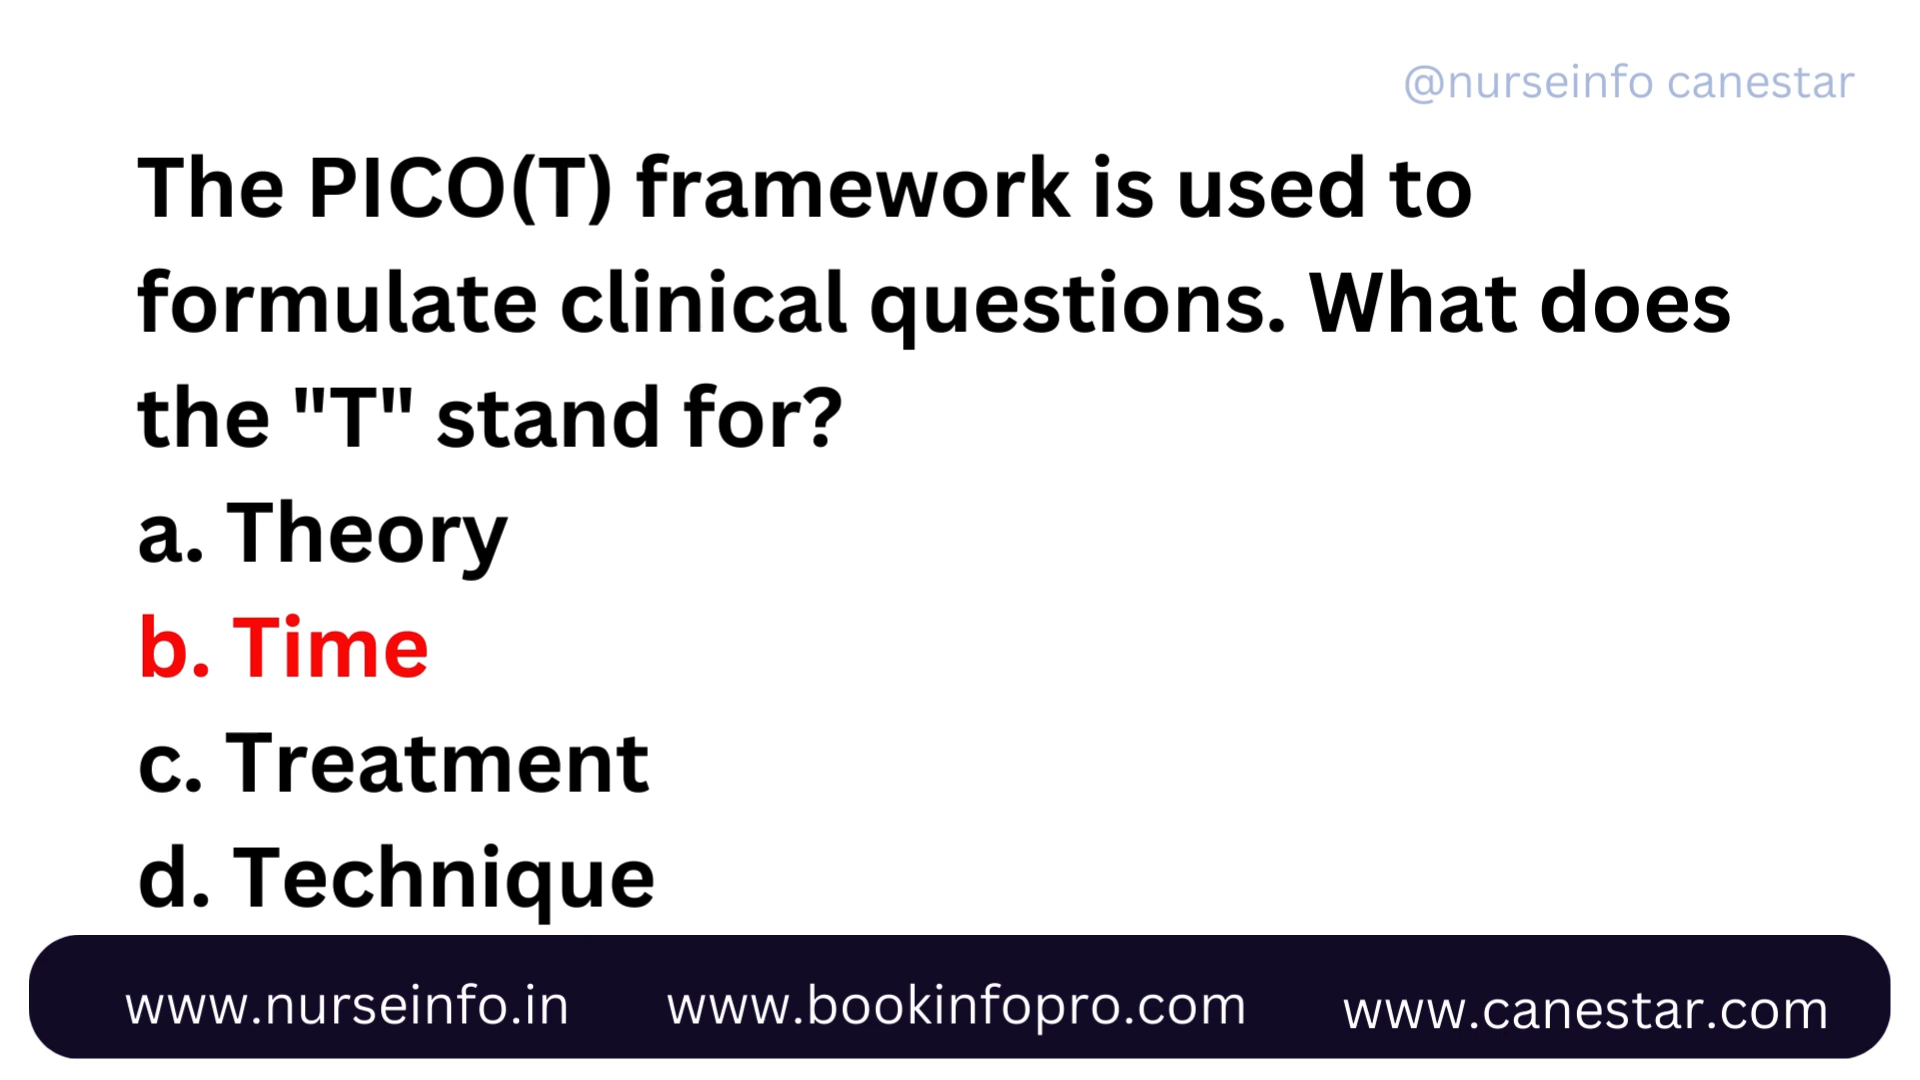 @nurseinfo canestar
The PICO(T) framework is used to
formulate clinical questions. What does
the "T" stand for?
a. Theory
b. Time
c. Treatment
d. Technique
www.nurseinfo.in www.bookinfopro.com www.canestar.com